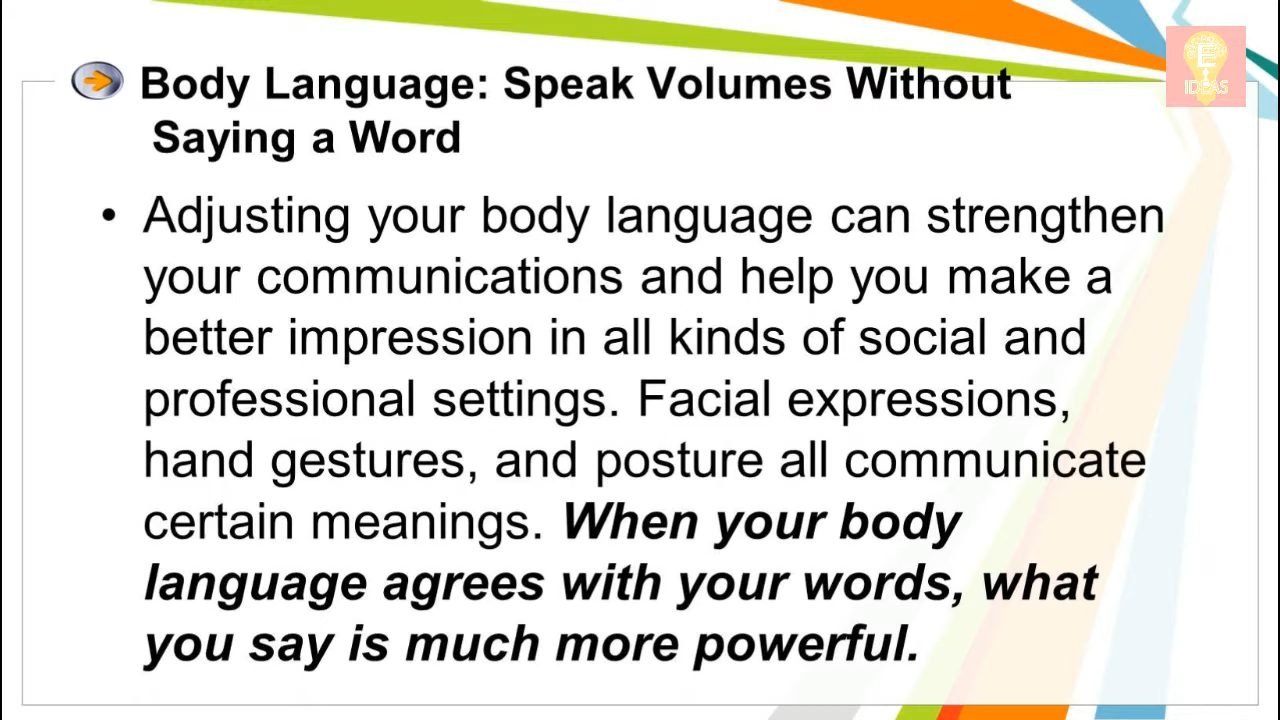 Body Language: Speak Volumes Without
Saying a Word
• Adjusting your body language can strengthen
your communications and help you make a
better impression in all kinds of social and
professional settings. Facial expressions,
hand gestures, and posture all communicate
certain meanings. When your body
language agrees with your words, what
you say is much more powerful.
E
IDEAS